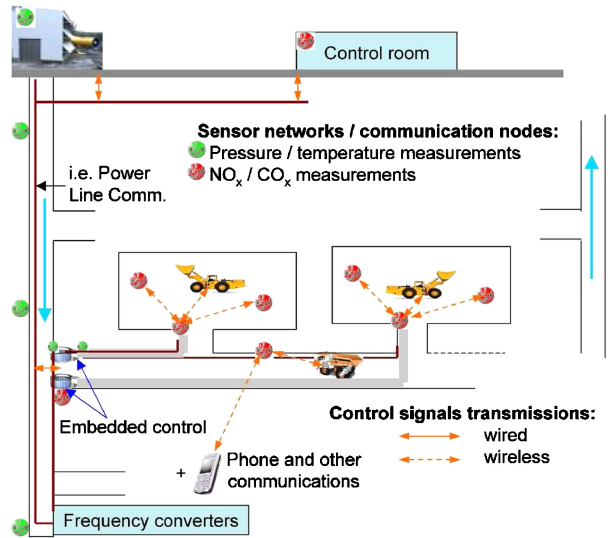 Control room
Sensor networks / communication nodes:
Pressure / temperature measurements
NOx / COx measurements
i.e. Power
Line Comm.
Embedded control
Control signals transmissions:
wired
wireless
+ Phone and other
communications
Frequency converters